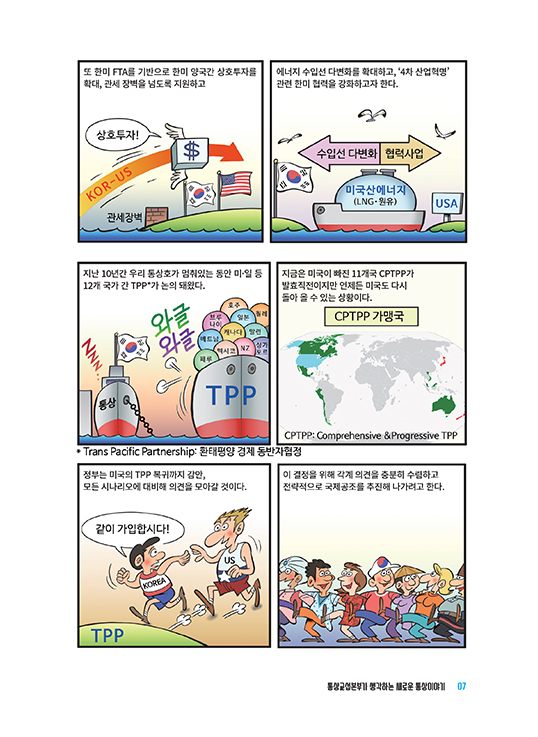 또 한미 FTA를 기반으로 한미 양국간 상호투자를
확대, 관세 장벽을 넘도록 지원하고
상호투자!
$
KOR-US
관세장벽
에너지 수입선 다변화를 확대하고, ‘4차 산업혁명’
관련 한미 협력을 강화하고자 한다.
수입선 다변화
협력사업
미국산에너지
(LNG·원유)
USA
지난 10년간 우리 통상호가 멈춰있는 동안 미·일 등
12개 국가 간 TPP*가 논의 돼왔다.
와글
와글
호주
칠레
브루
나이
일본
베트남
캐나다
말련
페루
멕시코
NZ
싱가
포르
ZZZ
통상
TPP
지금은 미국이 빠진 11개국 CPTPP가
발효직전이지만 언제든 미국도 다시
돌아 올 수 있는 상황이다.
CPTPP 가맹국
CPTPP: Comprehensive & Progressive TPP
* Trans Pacific Partnership: 환태평양 경제 동반자협정
정부는 미국의 TPP 복귀까지 감안,
모든 시나리오에 대비해 의견을 모아갈 것이다.
같이 가입합시다!
KOREA
US
TPP
이 결정을 위해 각계 의견을 충분히 수렴하고
전략적으로 국제공조를 추진해 나가려고 한다.
통상교섭본부가 생각하는 새로운 통상이야기 07